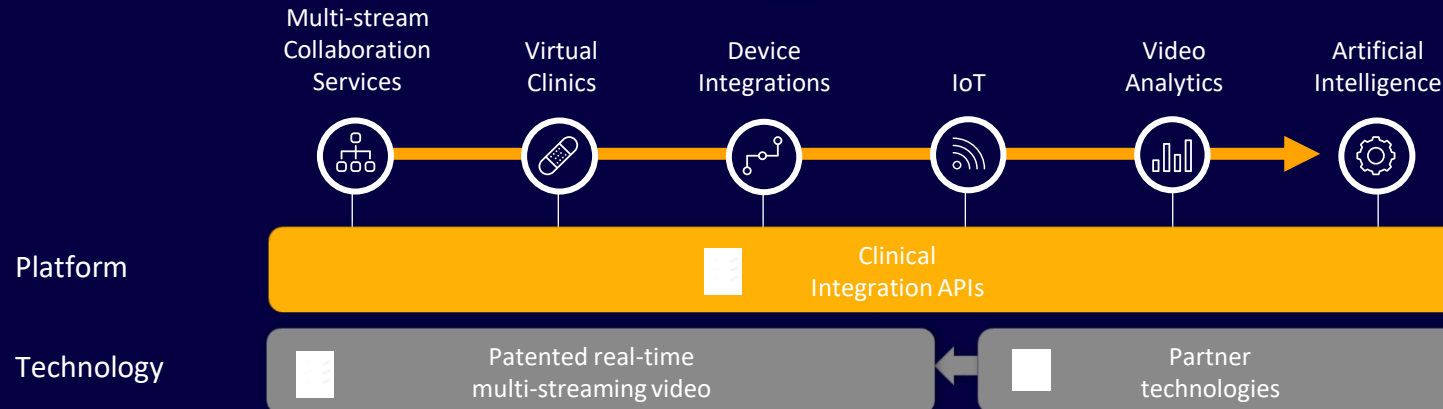 Multi-stream
Collaboration
Services
Virtual
Clinics
Device
Integrations
IoT
Video
Analytics
Artificial
Intelligence
Platform
Clinical
Integration APIs
Technology
Patented real-time
multi-streaming video
Partner
technologies